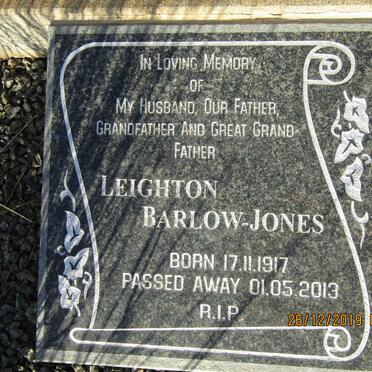 IN LOVING MEMORY
OF
MY HUSBAND, OUR FATHER,
GRANDFATHER AND GREAT GRAND-
FATHER
LEIGHTON
BARLOW-JONES
BORN 17.11.1917
PASSED AWAY 01.05.2013
R.I.P
26/12/2019